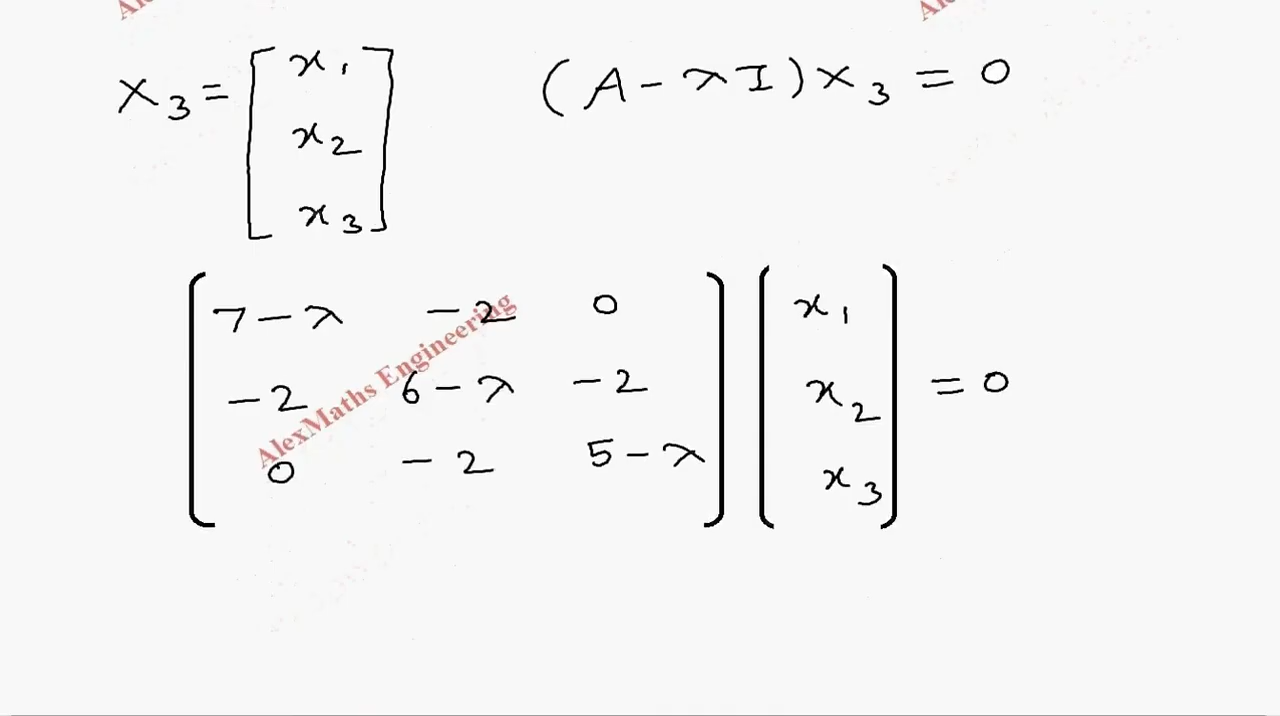 X₃ = [x₁ x₂ x₃] (A - λI)X₃ = 0
[7-λ -2 0] [x₁]
[-2 6-λ -2] [x₂] = 0
[0 -2 5-λ] [x₃]
AlexMaths Engineering